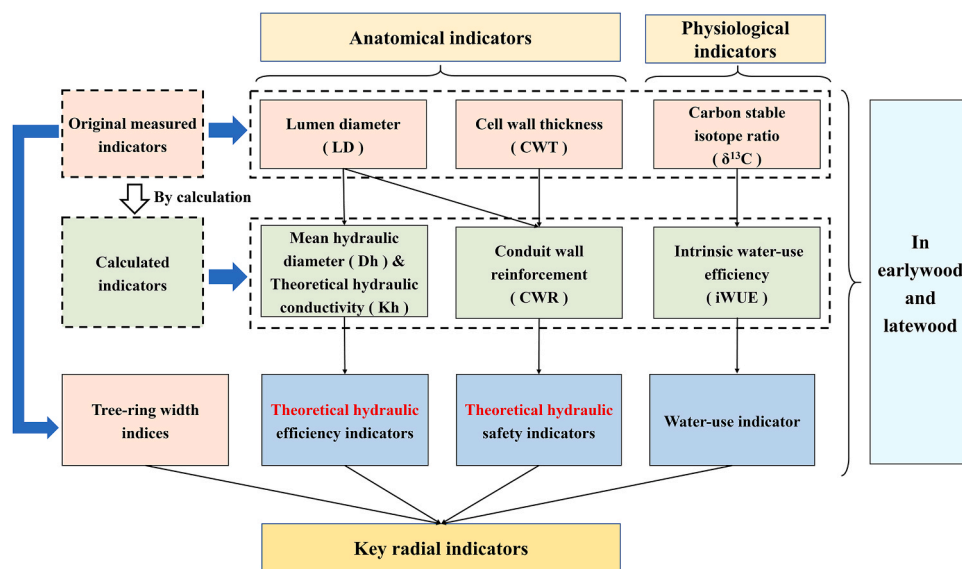 Anatomical indicators
Physiological
indicators
Original measured
indicators
Lumen diameter
( LD )
Cell wall thickness
( CWT )
Carbon stable
isotope ratio
( δ¹³C )
By calculation
Calculated
indicators
Mean hydraulic
diameter ( Dh ) &
Theoretical hydraulic
conductivity ( Kh )
Conduit wall
reinforcement
( CWR )
Intrinsic water-use
efficiency
( iWUE )
In
earlywood
and
latewood
Tree-ring width
indices
Theoretical hydraulic
efficiency indicators
Theoretical hydraulic
safety indicators
Water-use indicator
Key radial indicators